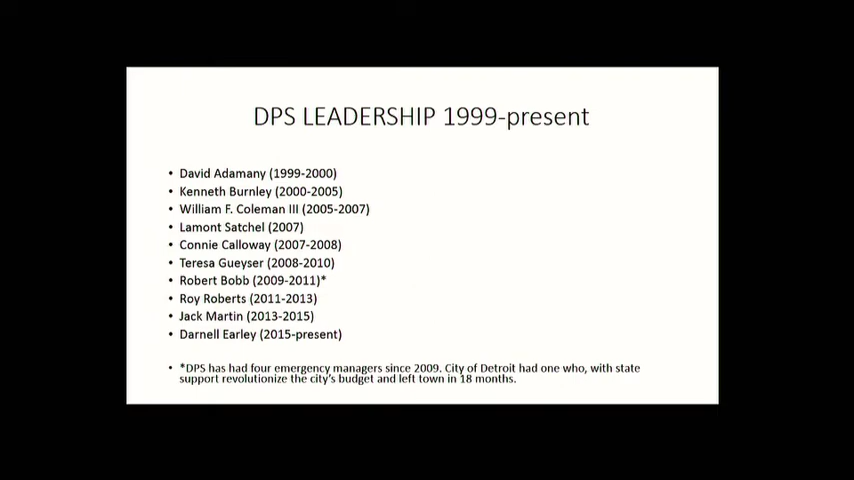 DPS LEADERSHIP 1999-present
• David Adamany (1999-2000)
• Kenneth Burnley (2000-2005)
• William F. Coleman III (2005-2007)
• Lamont Satchel (2007)
• Connie Calloway (2007-2008)
• Teresa Gueyser (2008-2010)
• Robert Bobb (2009-2011)*
• Roy Roberts (2011-2013)
• Jack Martin (2013-2015)
• Darnell Earley (2015-present)
• *DPS has had four emergency managers since 2009. City of Detroit had one who, with state
support revolutionize the city's budget and left town in 18 months.